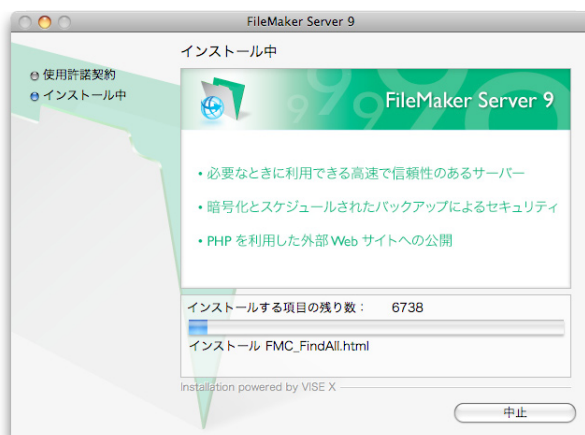 FileMaker Server 9
インストール中
使用許諾契約
インストール中
FileMaker Server 9
• 必要なときに利用できる高速で信頼性のあるサーバー
• 暗号化とスケジュールされたバックアップによるセキュリティ
• PHP を利用した外部 Web サイトへの公開
インストールする項目の残り数： 6738
インストール FMC_FindAll.html
Installation powered by VISE X
中止